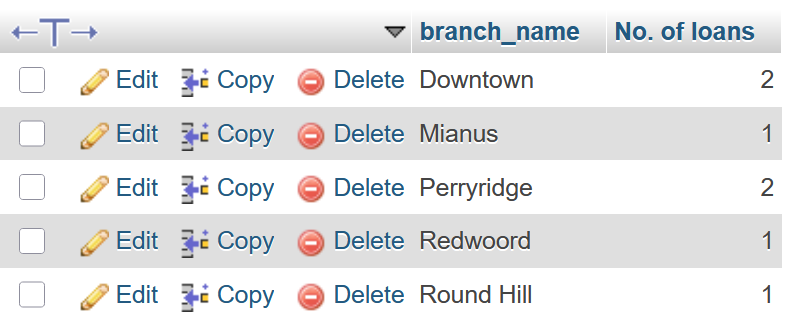 branch_name No. of loans
Edit Copy Delete Downtown 2
Edit Copy Delete Mianus 1
Edit Copy Delete Perryridge 2
Edit Copy Delete Redwoord 1
Edit Copy Delete Round Hill 1